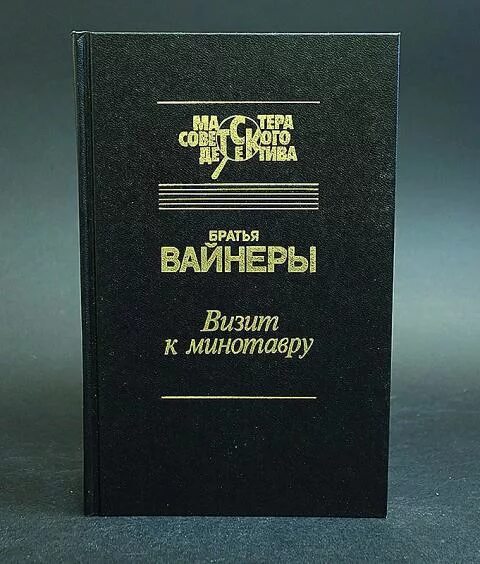 МАСТЕРА
СОВЕТСКОГО
ДЕТЕКТИВА
БРАТЬЯ
ВАЙНЕРЫ
Визит
к минотавру